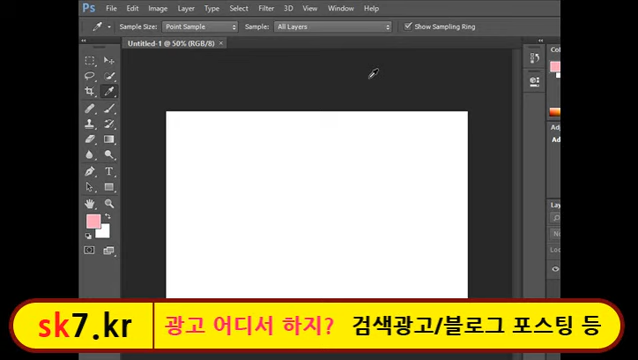 Ps File Edit Image Layer Type Select Filter 3D View Window Help
Sample Size: Point Sample Sample: All Layers Show Sampling Ring
Untitled-1 @ 50% (RGB/8) ×
sk7.kr 광고 어디서 하지? 검색광고/블로그 포스팅 등